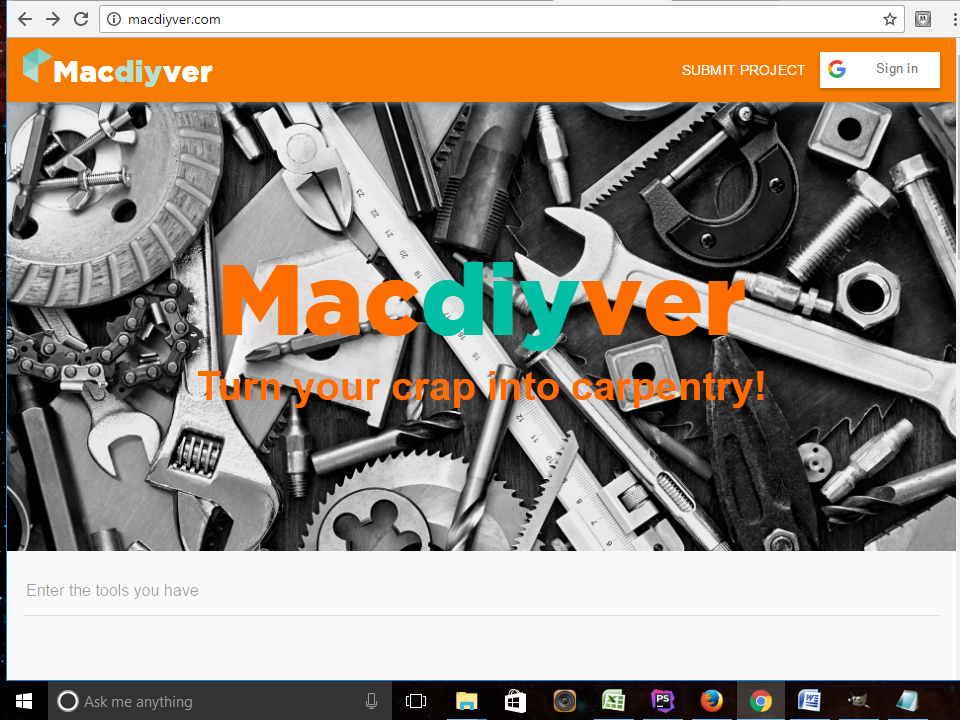 macdiyver.com
Macdiyver
SUBMIT PROJECT
Sign in
Macdiyver
Turn your crap into carpentry!
Enter the tools you have
Ask me anything